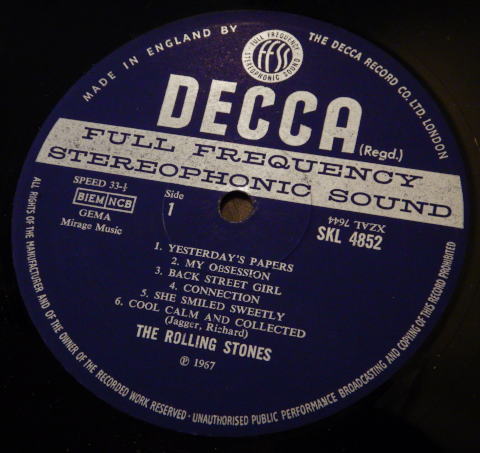 MADE IN ENGLAND BY
THE DECCA RECORD CO. LTD. LONDON
FULL FREQUENCY
ffss
STEREOPHONIC SOUND
DECCA
(Regd.)
FULL FREQUENCY
STEREOPHONIC SOUND
SPEED 33⅓
BIEM NCB
GEMA
Mirage Music
Side
1
XZAL 7644
SKL 4852
1. YESTERDAY'S PAPERS
2. MY OBSESSION
3. BACK STREET GIRL
4. CONNECTION
5. SHE SMILED SWEETLY
6. COOL CALM AND COLLECTED
(Jagger, Richard)
THE ROLLING STONES
℗ 1967
ALL RIGHTS OF THE MANUFACTURER AND OF THE OWNER OF THE RECORDED WORK RESERVED · UNAUTHORISED PUBLIC PERFORMANCE BROADCASTING AND COPYING OF THIS RECORD PROHIBITED